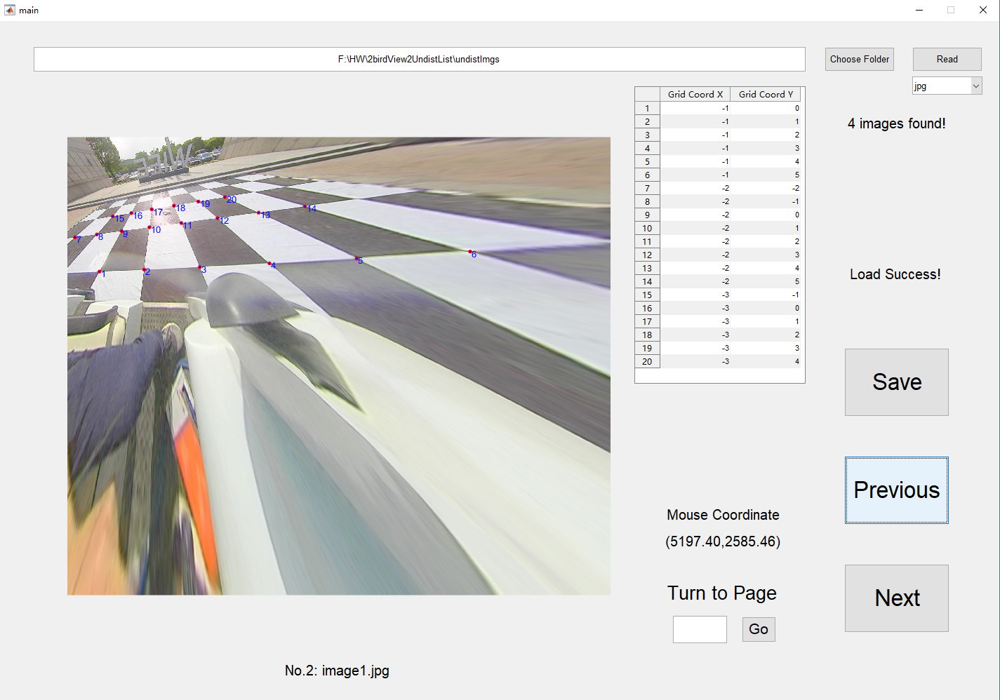 main
F:\HW\2birdView2UndistList\undistImgs
Choose Folder
Read
jpg
Grid Coord X Grid Coord Y
1 -1 0
2 -1 1
3 -1 2
4 -1 3
5 -1 4
6 -1 5
7 -2 -2
8 -2 -1
9 -2 0
10 -2 1
11 -2 2
12 -2 3
13 -2 4
14 -2 5
15 -3 -1
16 -3 0
17 -3 1
18 -3 2
19 -3 3
20 -3 4
4 images found!
Load Success!
20
19
18
17
16
15
14
13
12
11
10
9
8
7
6
5
4
3
2
1
Save
Previous
Mouse Coordinate
(5197.40,2585.46)
Turn to Page
Go
Next
No.2: image1.jpg